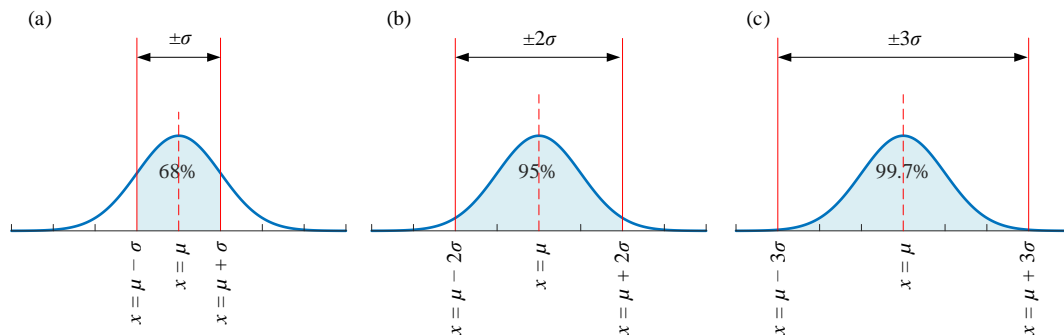 (a)
±σ
68%
x = μ − σ
x = μ
x = μ + σ
(b)
±2σ
95%
x = μ − 2σ
x = μ
x = μ + 2σ
(c)
±3σ
99.7%
x = μ − 3σ
x = μ
x = μ + 3σ